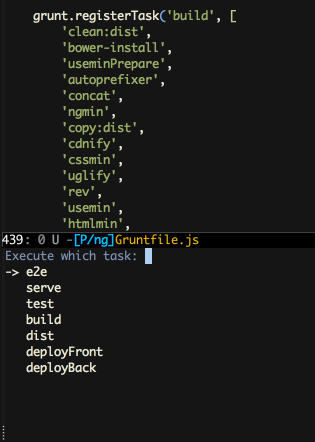 grunt.registerTask('build', [
'clean:dist',
'bower-install',
'useminPrepare',
'autoprefixer',
'concat',
'ngmin',
'copy:dist',
'cdnify',
'cssmin',
'uglify',
'rev',
'usemin',
'htmlmin',
439: 0 U -[P/ng]Gruntfile.js
Execute which task:
-> e2e
serve
test
build
dist
deployFront
deployBack